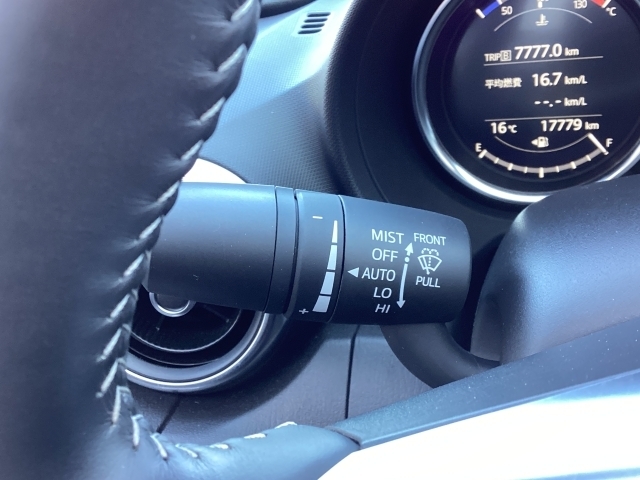 50 130 °C
TRIP B 7777.0 km
平均燃費 16.7 km/L
--.- km/L
16 °C 17779 km
E F
−
MIST FRONT
OFF
AUTO
PULL
LO
+ HI